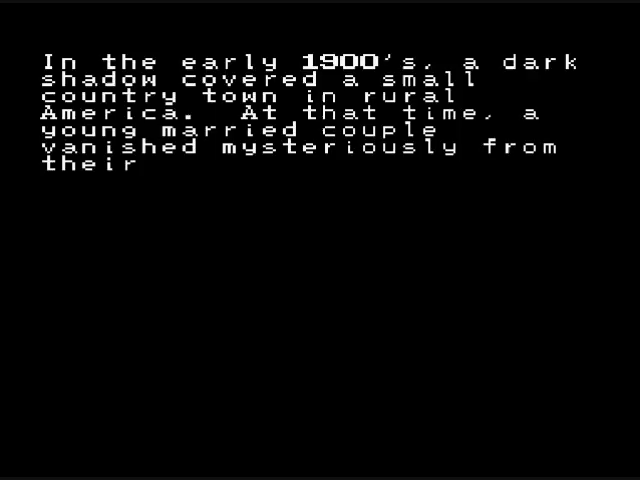 In the early 1900's, a dark
shadow covered a small
country town in rural
America.  At that time, a
young married couple
vanished mysteriously from
their